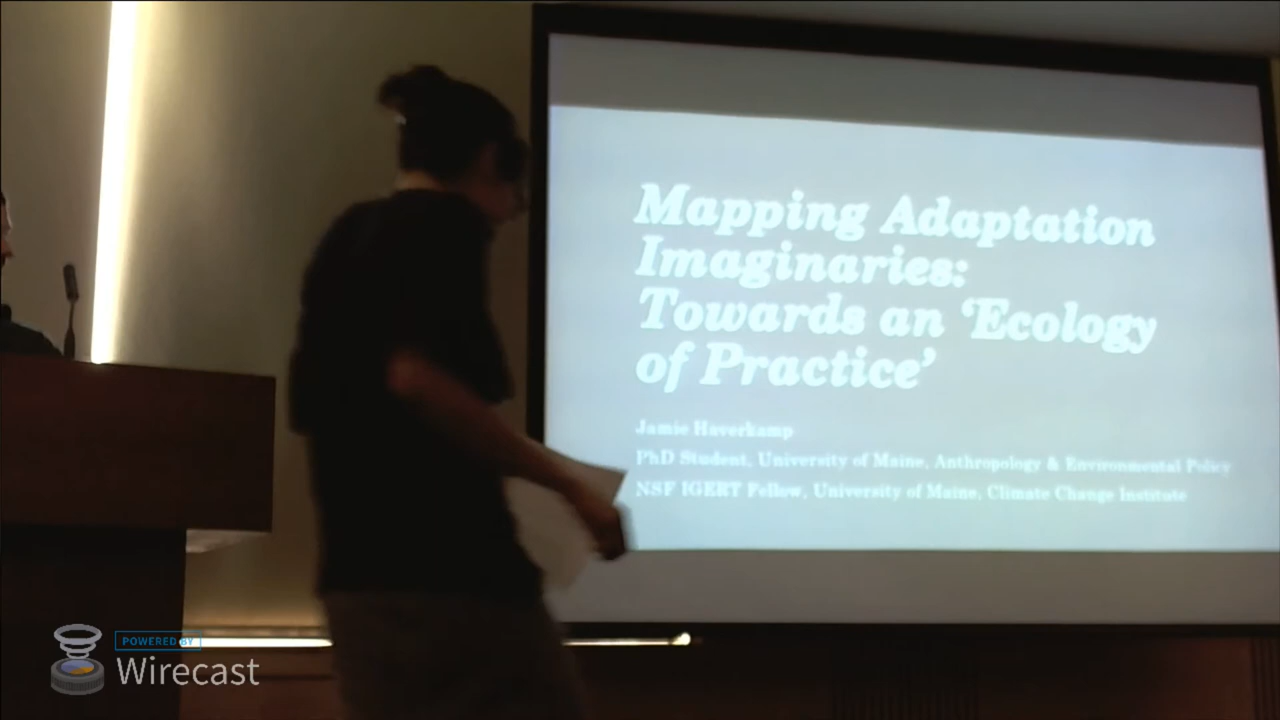 Mapping Adaptation
Imaginaries:
Towards an ‘Ecology
of Practice’
Jamie Haverkamp
PhD Student, University of Maine, Anthropology & Environmental Policy
NSF IGERT Fellow, University of Maine, Climate Change Institute
POWERED BY
Wirecast